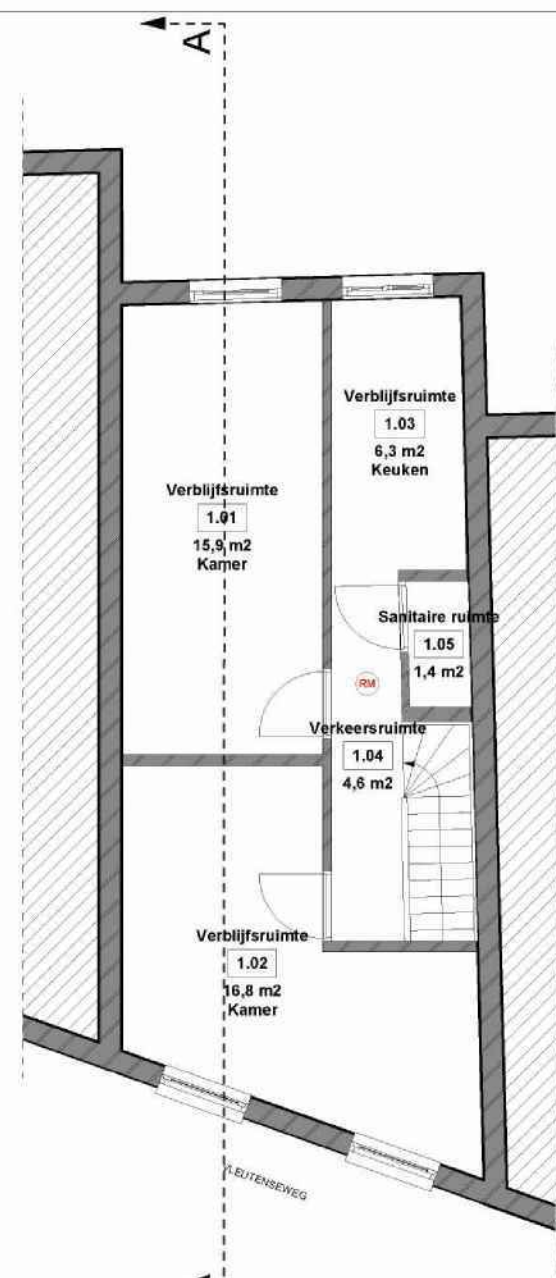 A
Verblijfsruimte
1.03
6,3 m2
Keuken
Verblijfsruimte
1.01
15,9 m2
Kamer
Sanitaire ruimte
1.05
1,4 m2
RM
Verkeersruimte
1.04
4,6 m2
Verblijfsruimte
1.02
16,8 m2
Kamer
VLEUTENSEWEG